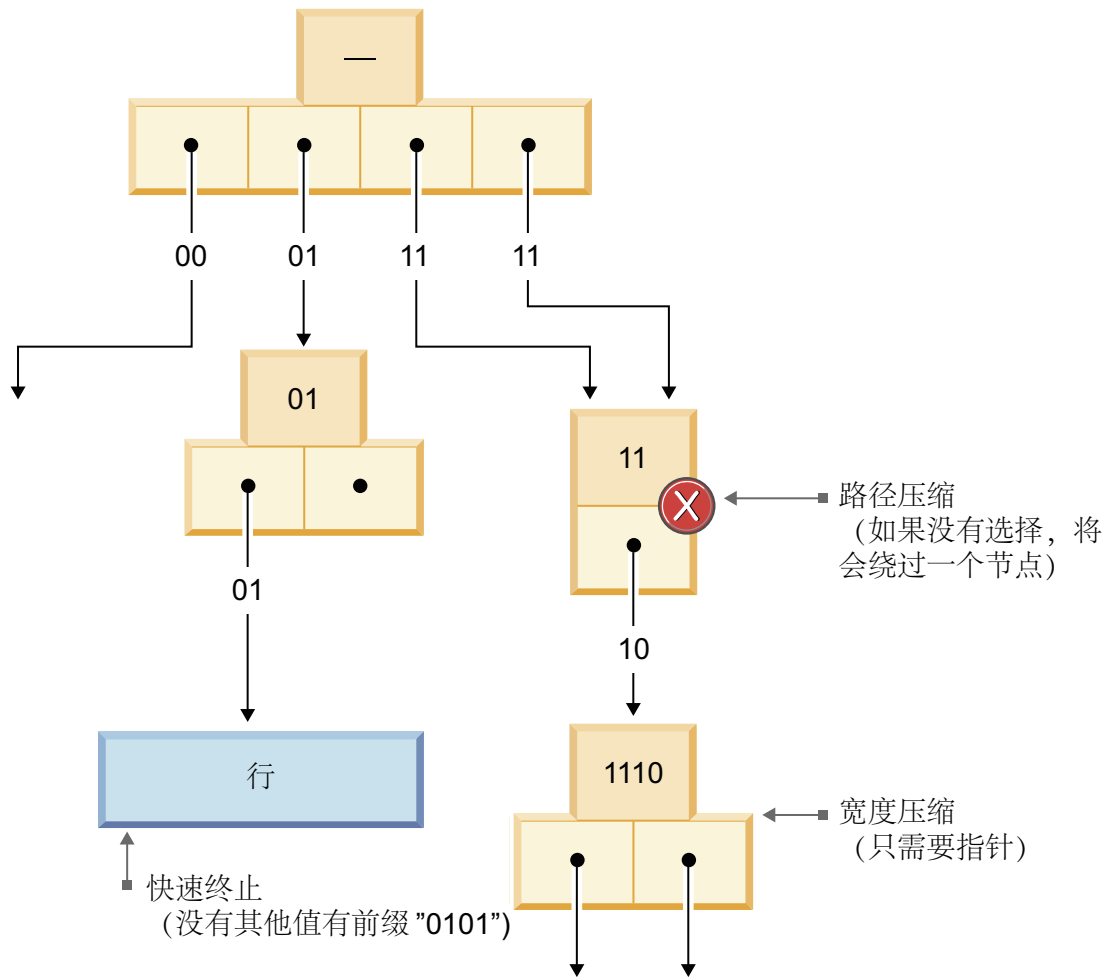 —
00
01
11
11
01
11
路径压缩
（如果没有选择，将
会绕过一个节点）
01
10
行
1110
宽度压缩
（只需要指针）
快速终止
（没有其他值有前缀 ”0101”）